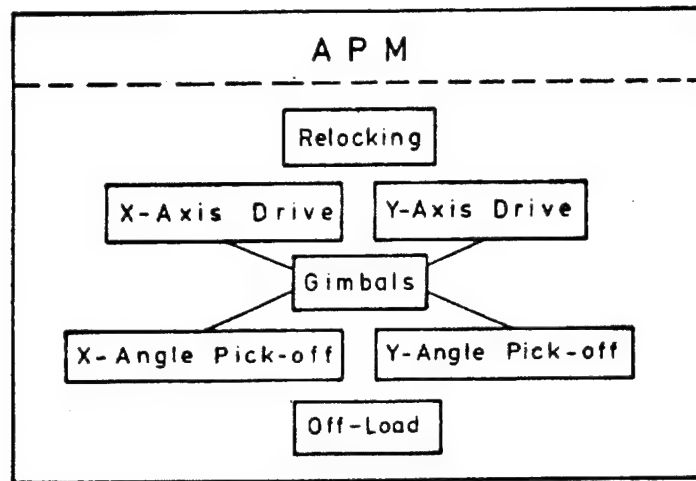 APM
Relocking
X-Axis Drive
Y-Axis Drive
Gimbals
X-Angle Pick-off
Y-Angle Pick-off
Off-Load